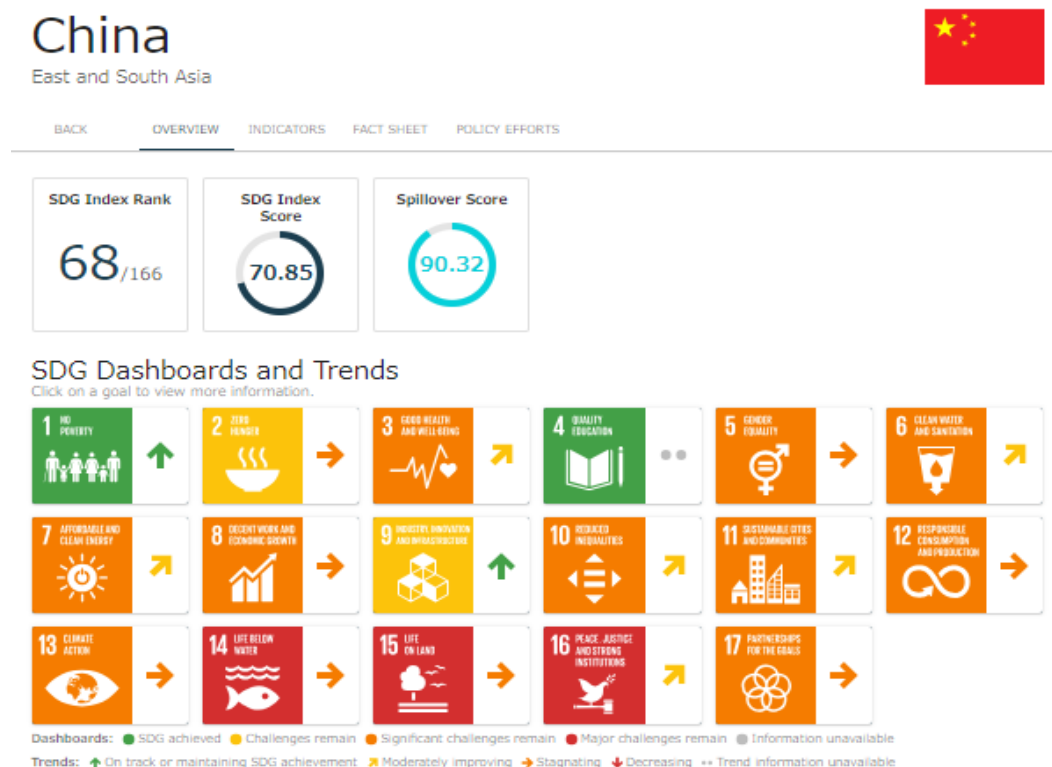 China
East and South Asia
BACK OVERVIEW INDICATORS FACT SHEET POLICY EFFORTS
SDG Index Rank
68/166
SDG Index
Score
70.85
Spillover Score
90.32
SDG Dashboards and Trends
Click on a goal to view more information.
1 NO
POVERTY
2 ZERO
HUNGER
3 GOOD HEALTH
AND WELL-BEING
4 QUALITY
EDUCATION
5 GENDER
EQUALITY
6 CLEAN WATER
AND SANITATION
7 AFFORDABLE AND
CLEAN ENERGY
8 DECENT WORK AND
ECONOMIC GROWTH
9 INDUSTRY, INNOVATION
AND INFRASTRUCTURE
10 REDUCED
INEQUALITIES
11 SUSTAINABLE CITIES
AND COMMUNITIES
12 RESPONSIBLE
CONSUMPTION
AND PRODUCTION
13 CLIMATE
ACTION
14 LIFE BELOW
WATER
15 LIFE
ON LAND
16 PEACE, JUSTICE
AND STRONG
INSTITUTIONS
17 PARTNERSHIPS
FOR THE GOALS
Dashboards: SDG achieved Challenges remain Significant challenges remain Major challenges remain Information unavailable
Trends: On track or maintaining SDG achievement Moderately improving Stagnating Decreasing Trend information unavailable